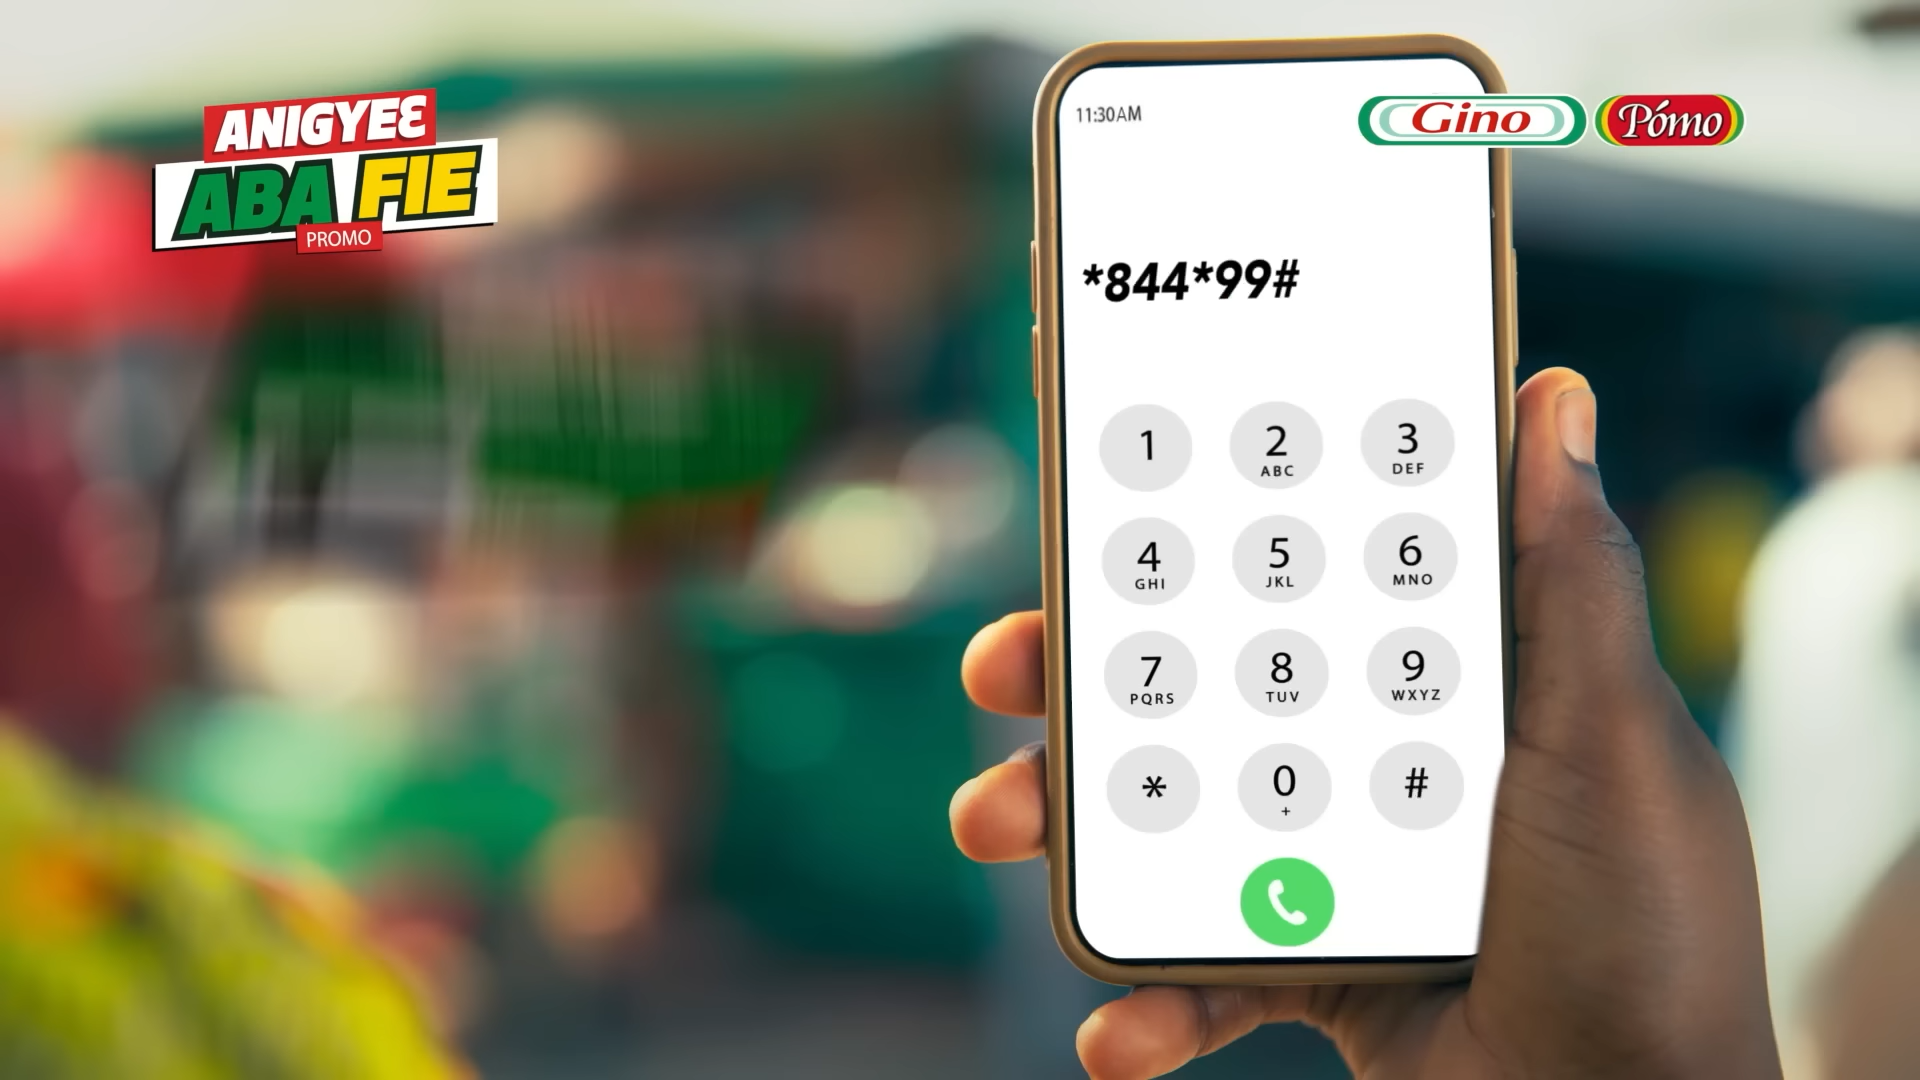 ANIGYEƐ
ABA FIE
PROMO
Gino
Pómo
11:30AM
*844*99#
1
2
ABC
3
DEF
4
GHI
5
JKL
6
MNO
7
PQRS
8
TUV
9
WXYZ
*
0
+
#